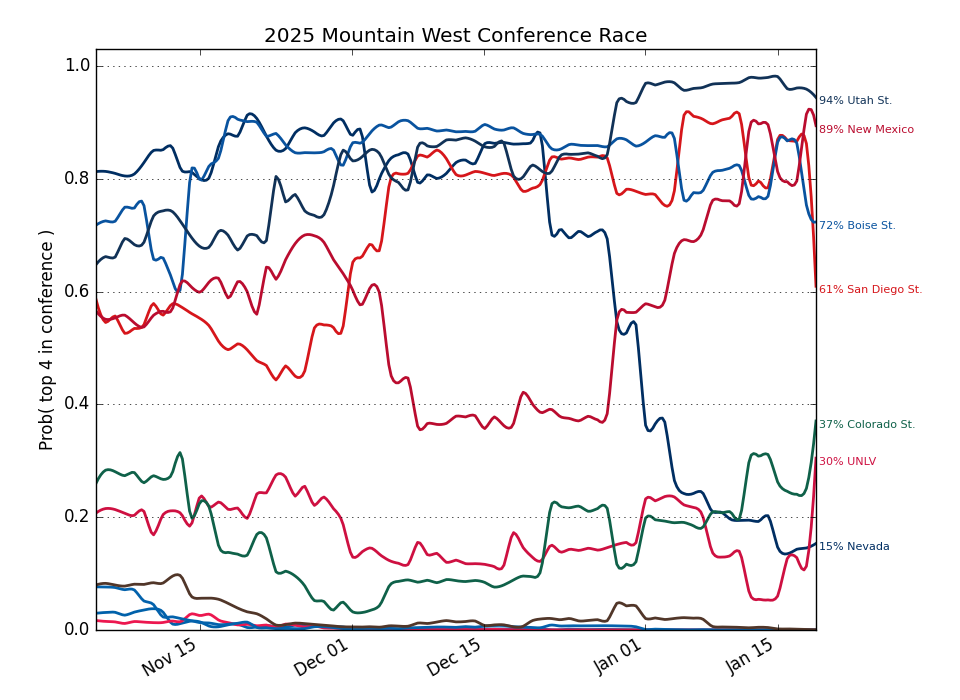 2025 Mountain West Conference Race
Prob( top 4 in conference )
1.0
0.8
0.6
0.4
0.2
0.0
Nov 15
Dec 01
Dec 15
Jan 01
Jan 15
94% Utah St.
89% New Mexico
72% Boise St.
61% San Diego St.
37% Colorado St.
30% UNLV
15% Nevada